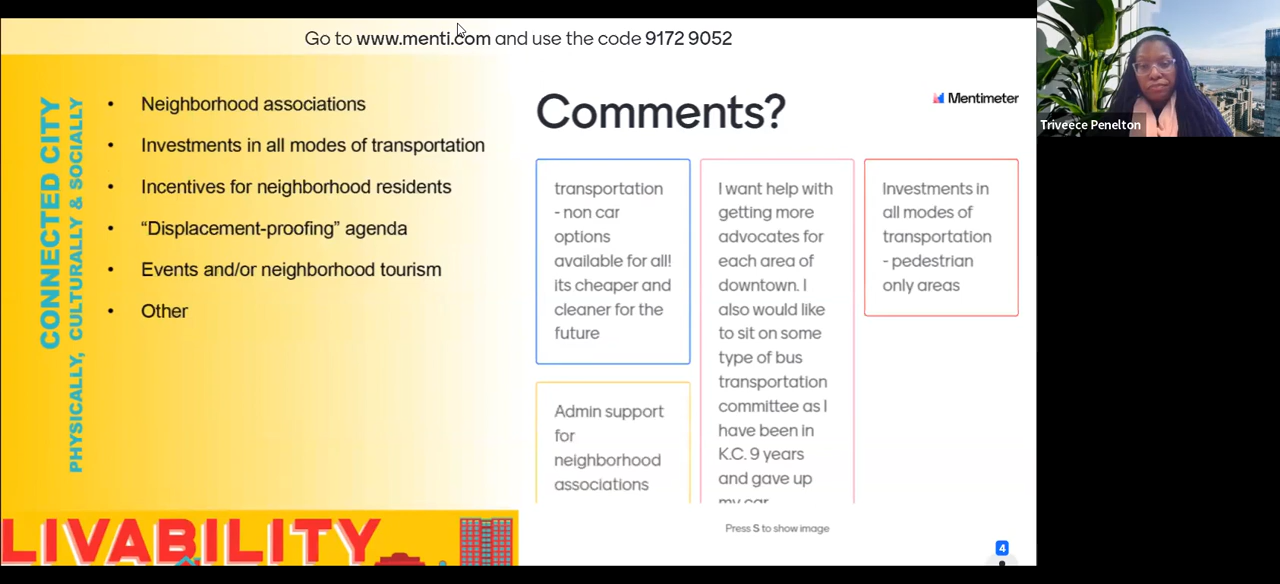 Go to www.menti.com and use the code 9172 9052
CONNECTED CITY
PHYSICALLY, CULTURALLY & SOCIALLY
• Neighborhood associations
• Investments in all modes of transportation
• Incentives for neighborhood residents
• “Displacement-proofing” agenda
• Events and/or neighborhood tourism
• Other
LIVABILITY
Comments?
Mentimeter
transportation
- non car
options
available for all!
its cheaper and
cleaner for the
future
Admin support
for
neighborhood
associations
I want help with
getting more
advocates for
each area of
downtown. I
also would like
to sit on some
type of bus
transportation
committee as I
have been in
K.C. 9 years
and gave up
my car
Investments in
all modes of
transportation
- pedestrian
only areas
Press S to show image
4
Triveece Penelton